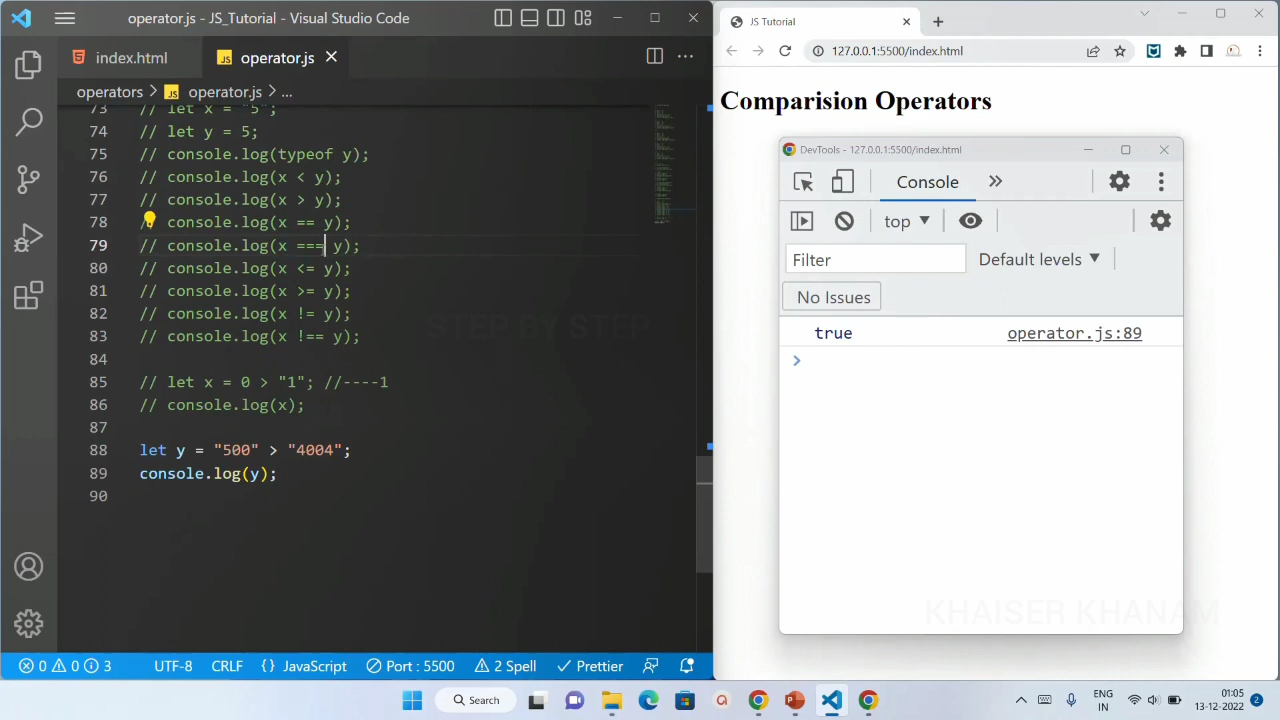 operator.js - JS_Tutorial - Visual Studio Code
index.html
operator.js
operators > operator.js > ...
73 // let x = "5";
74 // let y = 5;
75 // console.log(typeof y);
76 // console.log(x < y);
77 // console.log(x > y);
78 // console.log(x == y);
79 // console.log(x === y);
80 // console.log(x <= y);
81 // console.log(x >= y);
82 // console.log(x != y);
83 // console.log(x !== y);
84
85 // let x = 0 > "1"; //----1
86 // console.log(x);
87
88 let y = "500" > "4004";
89 console.log(y);
90
STEP BY STEP
0 0 3 UTF-8 CRLF {} JavaScript Port : 5500 2 Spell Prettier
JS Tutorial
127.0.0.1:5500/index.html
Comparision Operators
DevTools - 127.0.0.1:5500/index.html
Console
top
Filter Default levels
No Issues
true operator.js:89
KHAISER KHANAM
Search
ENG
IN
01:05
13-12-2022
2